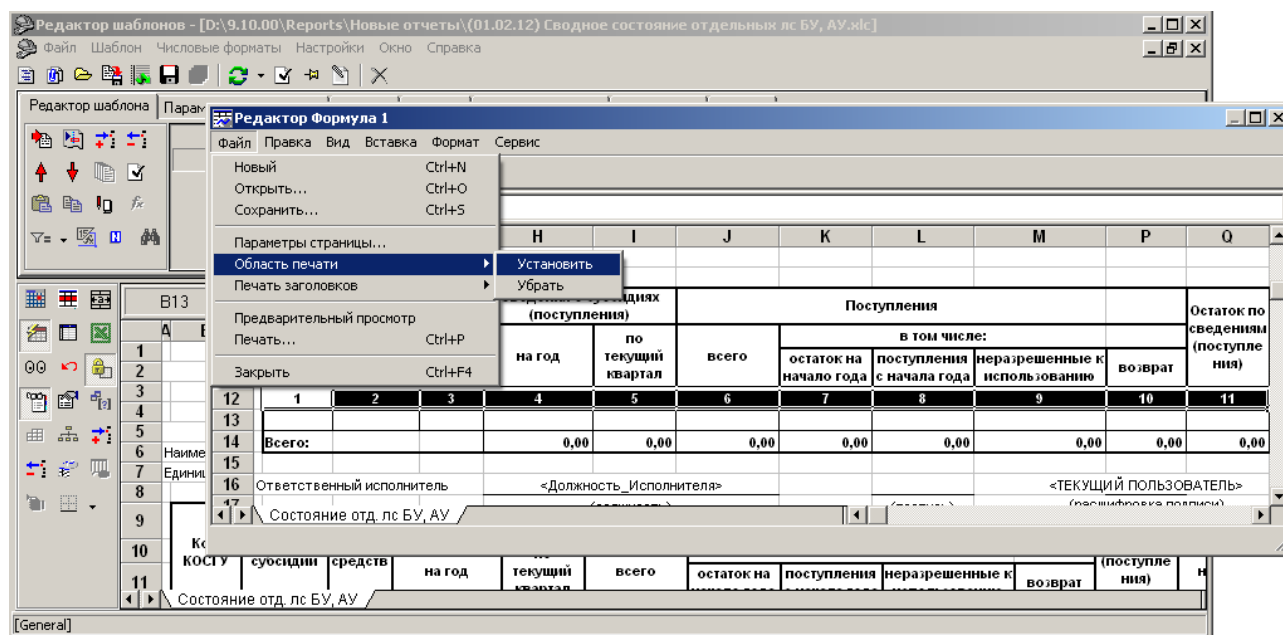 Редактор шаблонов - [D:\9.10.00\Reports\Новые отчеты\(01.02.12) Сводное состояние отдельных лс БУ, АУ.xlc]
Файл Шаблон Числовые форматы Настройки Окно Справка
Редактор шаблона Парам
Редактор Формула 1
Файл Правка Вид Вставка Формат Сервис
Новый Ctrl+N
Открыть... Ctrl+O
Сохранить... Ctrl+S
Параметры страницы...
Область печати
Печать заголовков
Предварительный просмотр
Печать... Ctrl+P
Закрыть Ctrl+F4
Установить
Убрать
H I J K L M P Q
(поступления)
Поступления
Остаток по сведениям (поступле ния)
на год
по текущий квартал
всего
в том числе:
остаток на начало года
поступления с начала года
неразрешенные к использованию
возврат
12 1 2 3 4 5 6 7 8 9 10 11
13
14 Всего: 0,00 0,00 0,00 0,00 0,00 0,00 0,00 0,00
15
16 Ответственный исполнитель <Должность_Исполнителя> <ТЕКУЩИЙ ПОЛЬЗОВАТЕЛЬ>
17
Состояние отд. лс БУ, АУ
B13
A
1
2
3
4
5
6 Наиме
7
8
9
10
11
КОСГУ субсидии средств на год текущий всего остаток на поступления неразрешенные к возврат (поступле ния)
Состояние отд. лс БУ, АУ
[General]